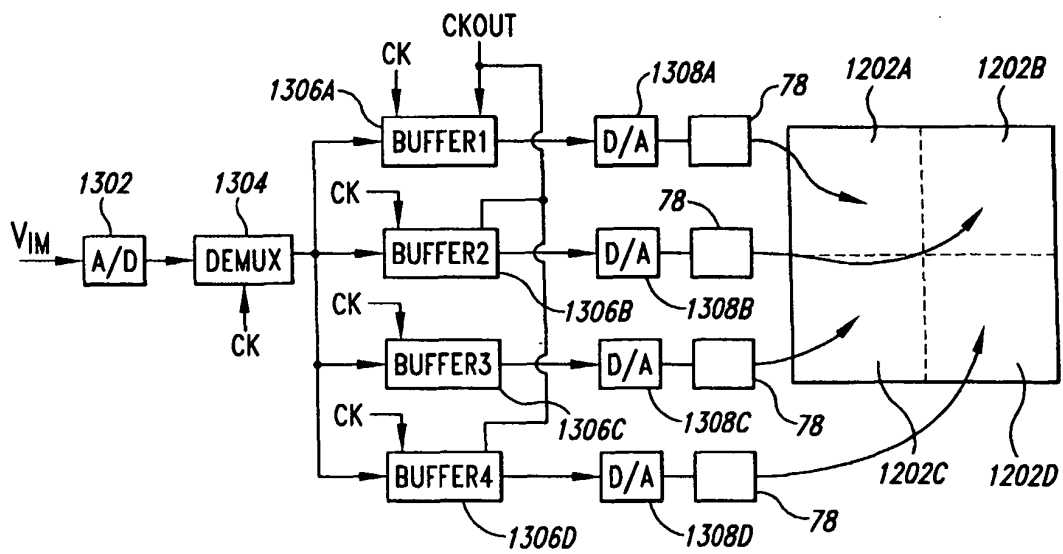 CKOUT
CK
1306A
1308A
78
1202A
1202B
BUFFER1
D/A
1302
1304
CK
78
VIM
A/D
DEMUX
BUFFER2
D/A
CK
1306B
1308B
CK
BUFFER3
D/A
1306C
1308C
78
CK
1202C
1202D
BUFFER4
D/A
1306D
1308D
78